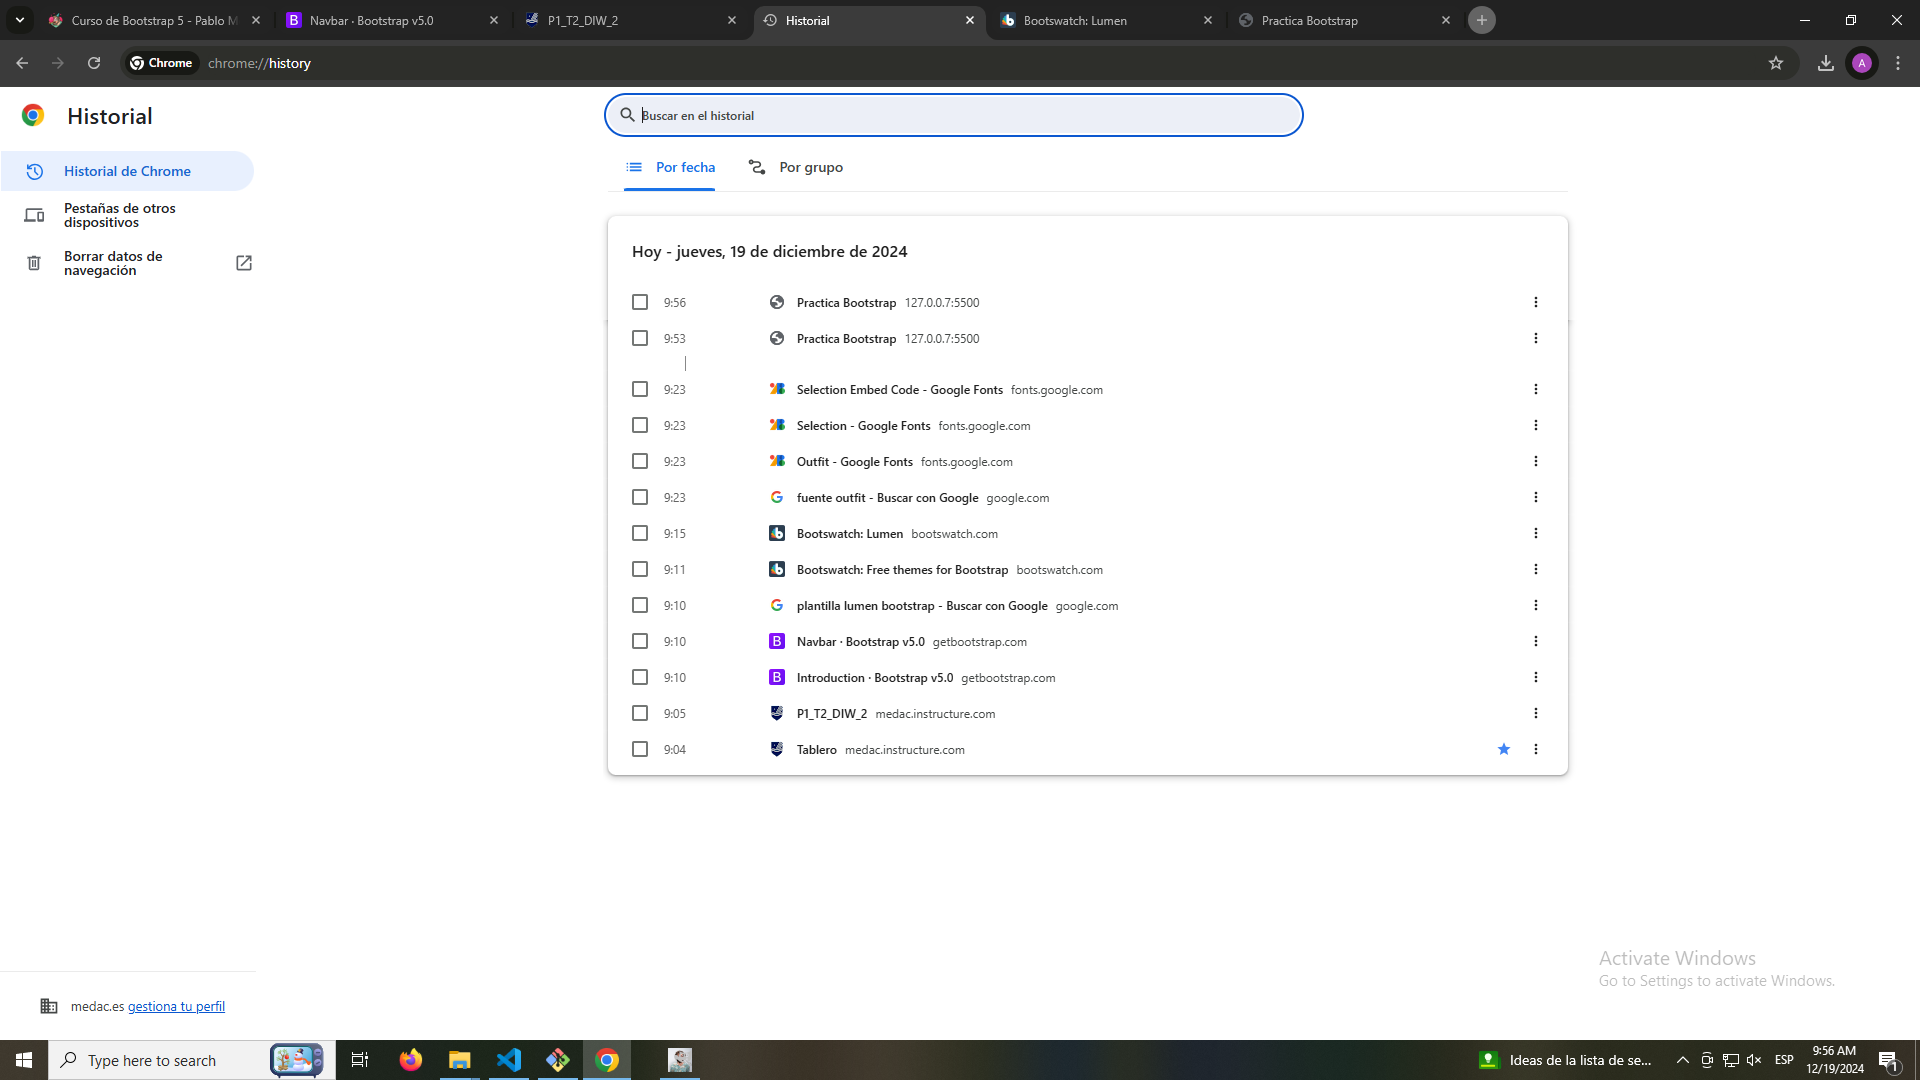 Curso de Bootstrap 5 - Pablo M
Navbar · Bootstrap v5.0
P1_T2_DIW_2
Historial
Bootswatch: Lumen
Practica Bootstrap
Chrome
chrome://history
A
Historial
Buscar en el historial
Historial de Chrome
Pestañas de otros
dispositivos
Borrar datos de
navegación
Por fecha
Por grupo
Hoy - jueves, 19 de diciembre de 2024
9:56 Practica Bootstrap 127.0.0.7:5500
9:53 Practica Bootstrap 127.0.0.7:5500
9:23 Selection Embed Code - Google Fonts fonts.google.com
9:23 Selection - Google Fonts fonts.google.com
9:23 Outfit - Google Fonts fonts.google.com
9:23 fuente outfit - Buscar con Google google.com
9:15 Bootswatch: Lumen bootswatch.com
9:11 Bootswatch: Free themes for Bootstrap bootswatch.com
9:10 plantilla lumen bootstrap - Buscar con Google google.com
9:10 Navbar · Bootstrap v5.0 getbootstrap.com
9:10 Introduction · Bootstrap v5.0 getbootstrap.com
9:05 P1_T2_DIW_2 medac.instructure.com
9:04 Tablero medac.instructure.com
Activate Windows
Go to Settings to activate Windows.
medac.es gestiona tu perfil
Type here to search
Ideas de la lista de se...
ESP
9:56 AM
12/19/2024
1